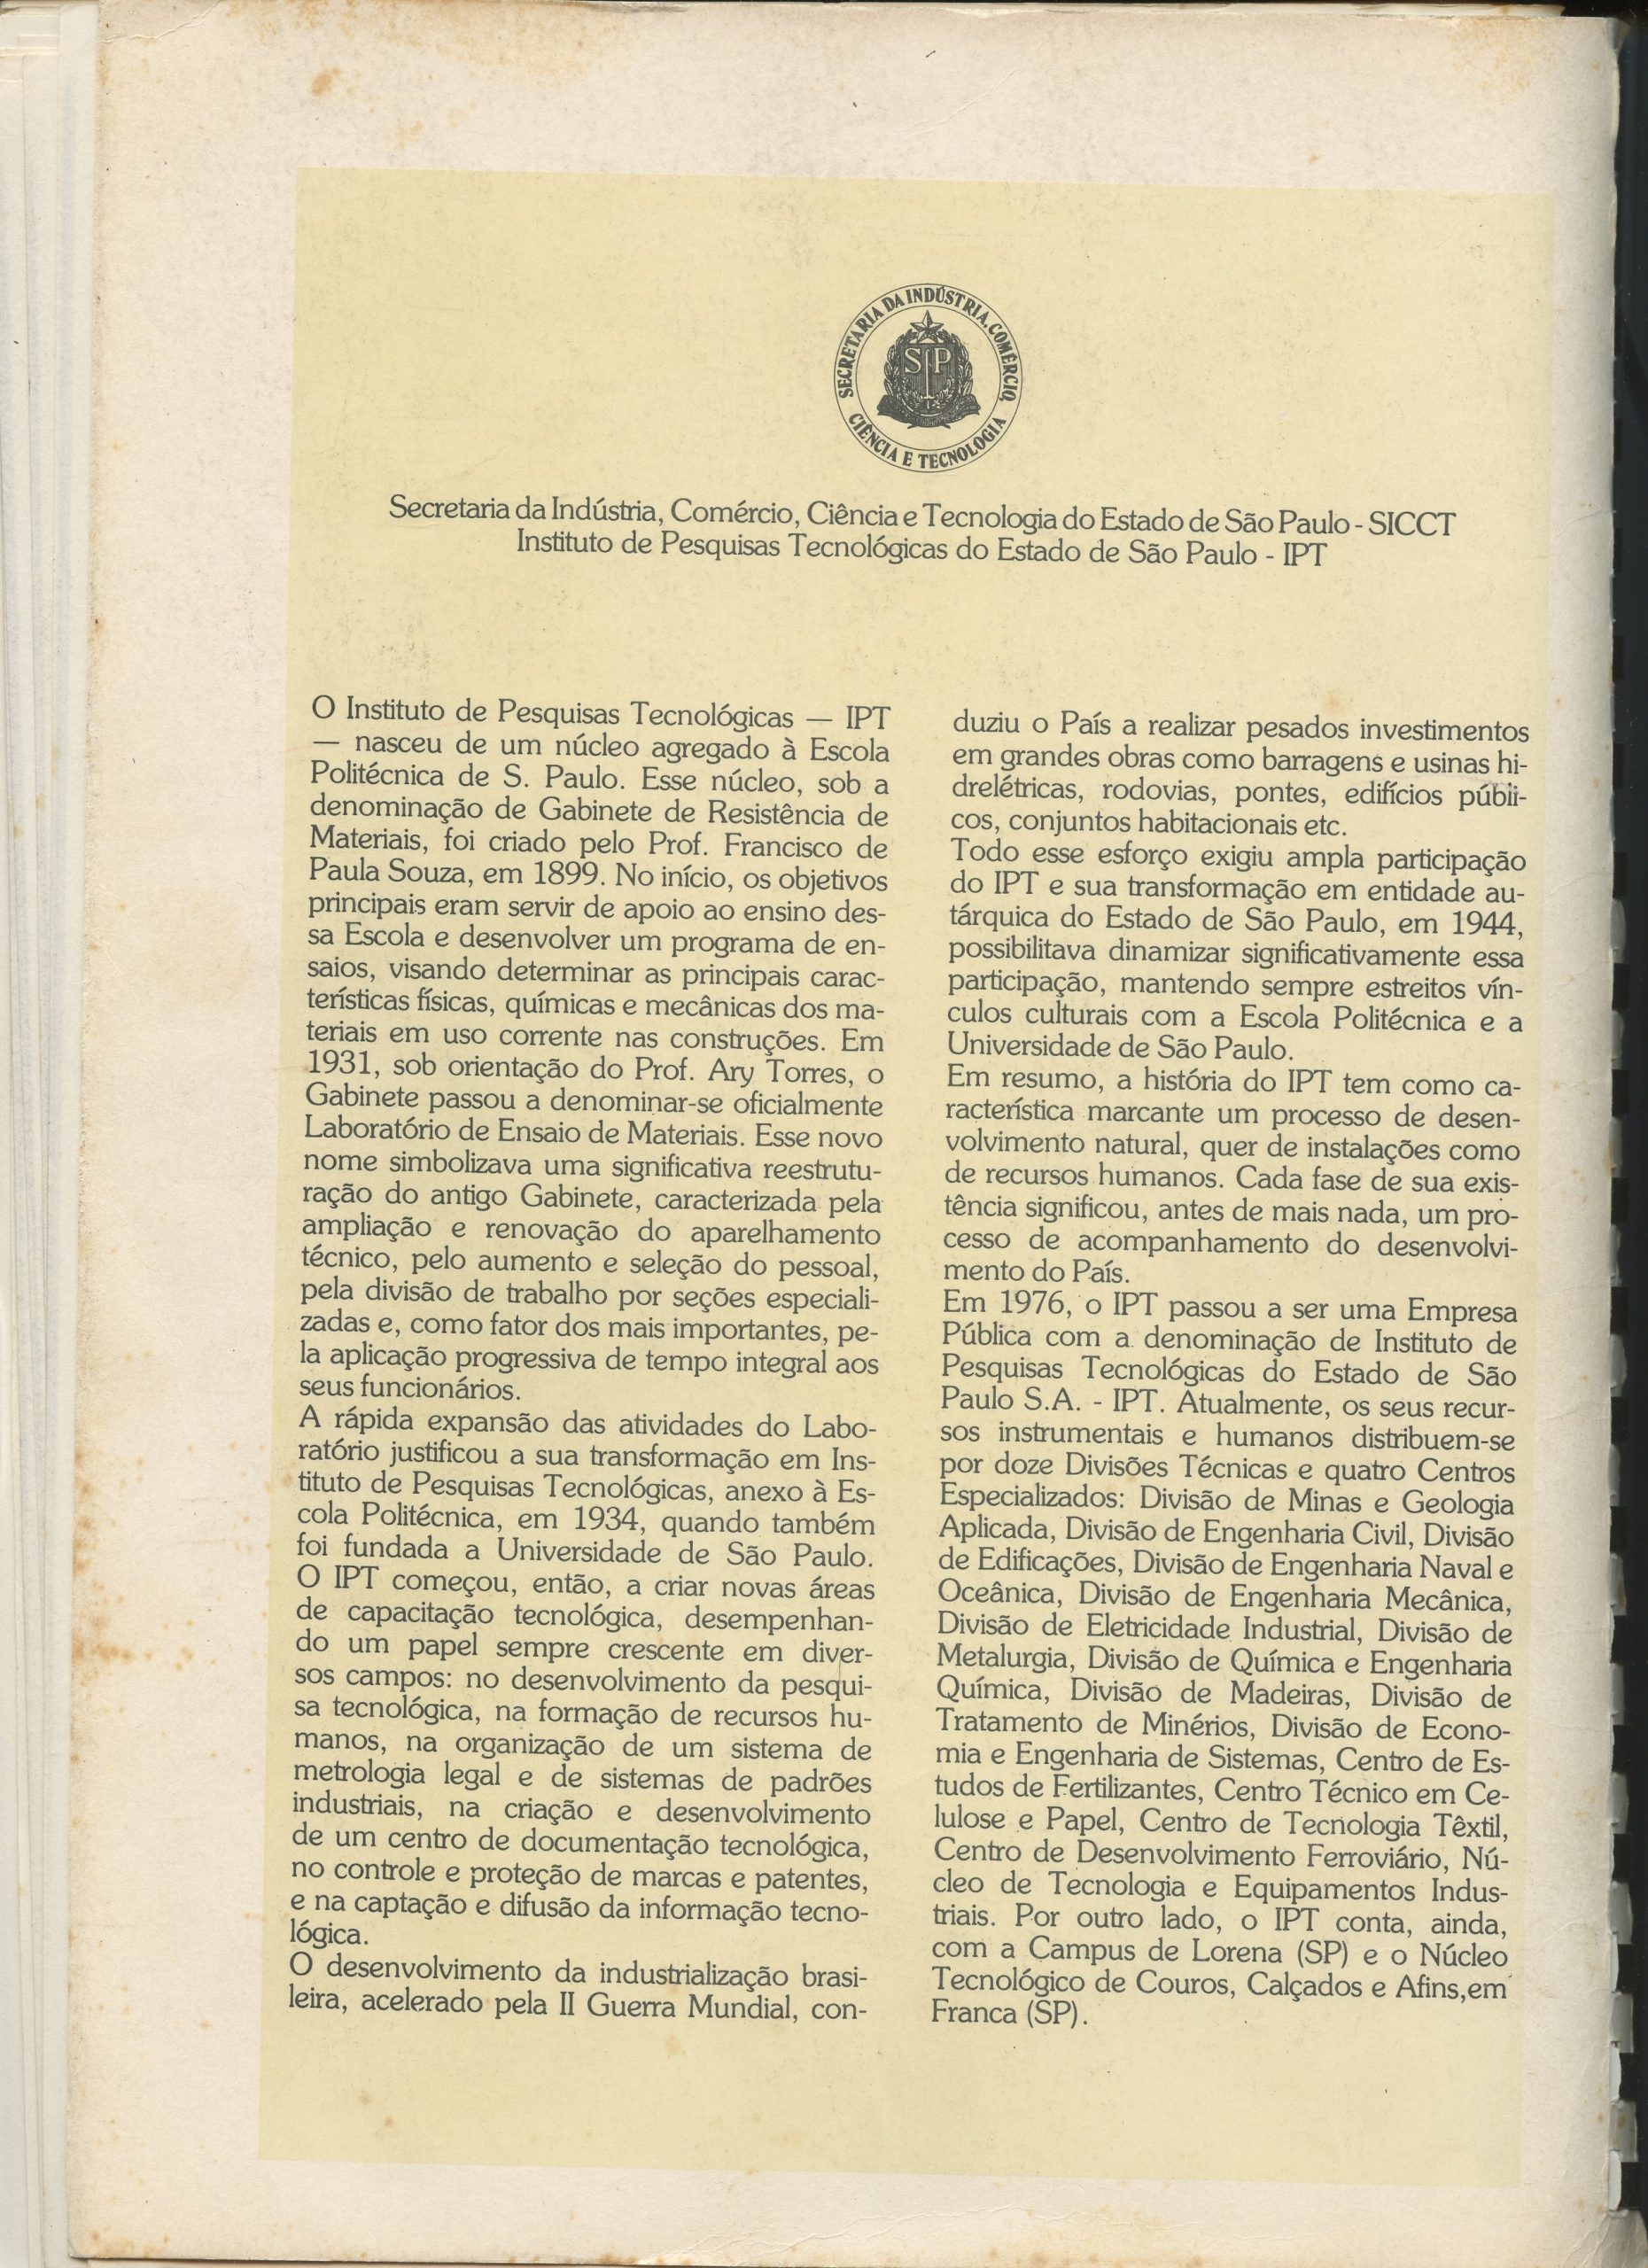 SECRETARIA DA INDÚSTRIA, COMÉRCIO,
CIÊNCIA E TECNOLOGIA
SP
Secretaria da Indústria, Comércio, Ciência e Tecnologia do Estado de São Paulo - SICCT
Instituto de Pesquisas Tecnológicas do Estado de São Paulo - IPT
O Instituto de Pesquisas Tecnológicas — IPT
— nasceu de um núcleo agregado à Escola
Politécnica de S. Paulo. Esse núcleo, sob a
denominação de Gabinete de Resistência de
Materiais, foi criado pelo Prof. Francisco de
Paula Souza, em 1899. No início, os objetivos
principais eram servir de apoio ao ensino des-
sa Escola e desenvolver um programa de en-
saios, visando determinar as principais carac-
terísticas físicas, químicas e mecânicas dos ma-
teriais em uso corrente nas construções. Em
1931, sob orientação do Prof. Ary Torres, o
Gabinete passou a denominar-se oficialmente
Laboratório de Ensaio de Materiais. Esse novo
nome simbolizava uma significativa reestrutu-
ração do antigo Gabinete, caracterizada pela
ampliação e renovação do aparelhamento
técnico, pelo aumento e seleção do pessoal,
pela divisão de trabalho por seções especiali-
zadas e, como fator dos mais importantes, pe-
la aplicação progressiva de tempo integral aos
seus funcionários.
A rápida expansão das atividades do Labo-
ratório justificou a sua transformação em Ins-
tituto de Pesquisas Tecnológicas, anexo à Es-
cola Politécnica, em 1934, quando também
foi fundada a Universidade de São Paulo.
O IPT começou, então, a criar novas áreas
de capacitação tecnológica, desempenhan-
do um papel sempre crescente em diver-
sos campos: no desenvolvimento da pesqui-
sa tecnológica, na formação de recursos hu-
manos, na organização de um sistema de
metrologia legal e de sistemas de padrões
industriais, na criação e desenvolvimento
de um centro de documentação tecnológica,
no controle e proteção de marcas e patentes,
e na captação e difusão da informação tecno-
lógica.
O desenvolvimento da industrialização brasi-
leira, acelerado pela II Guerra Mundial, con-
duziu o País a realizar pesados investimentos
em grandes obras como barragens e usinas hi-
drelétricas, rodovias, pontes, edifícios públi-
cos, conjuntos habitacionais etc.
Todo esse esforço exigiu ampla participação
do IPT e sua transformação em entidade au-
tárquica do Estado de São Paulo, em 1944,
possibilitava dinamizar significativamente essa
participação, mantendo sempre estreitos vín-
culos culturais com a Escola Politécnica e a
Universidade de São Paulo.
Em resumo, a história do IPT tem como ca-
racterística marcante um processo de desen-
volvimento natural, quer de instalações como
de recursos humanos. Cada fase de sua exis-
tência significou, antes de mais nada, um pro-
cesso de acompanhamento do desenvolvi-
mento do País.
Em 1976, o IPT passou a ser uma Empresa
Pública com a denominação de Instituto de
Pesquisas Tecnológicas do Estado de São
Paulo S.A. - IPT. Atualmente, os seus recur-
sos instrumentais e humanos distribuem-se
por doze Divisões Técnicas e quatro Centros
Especializados: Divisão de Minas e Geologia
Aplicada, Divisão de Engenharia Civil, Divisão
de Edificações, Divisão de Engenharia Naval e
Oceânica, Divisão de Engenharia Mecânica,
Divisão de Eletricidade Industrial, Divisão de
Metalurgia, Divisão de Química e Engenharia
Química, Divisão de Madeiras, Divisão de
Tratamento de Minérios, Divisão de Econo-
mia e Engenharia de Sistemas, Centro de Es-
tudos de Fertilizantes, Centro Técnico em Ce-
lulose e Papel, Centro de Tecnologia Têxtil,
Centro de Desenvolvimento Ferroviário, Nú-
cleo de Tecnologia e Equipamentos Indus-
triais. Por outro lado, o IPT conta, ainda,
com a Campus de Lorena (SP) e o Núcleo
Tecnológico de Couros, Calçados e Afins,em
Franca (SP).